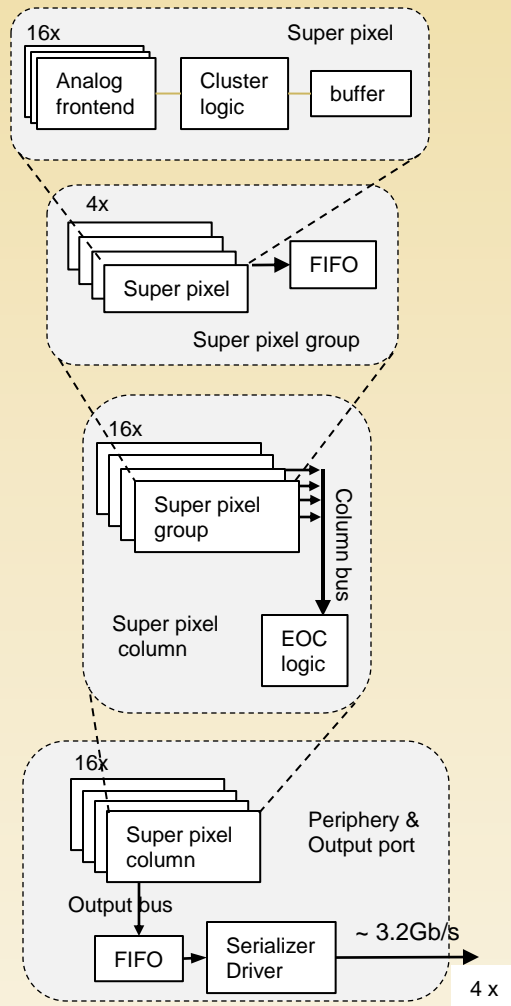 16x
Super pixel
Analog
frontend
Cluster
logic
buffer
4x
Super pixel
FIFO
Super pixel group
16x
Super pixel
group
Column bus
Super pixel
column
EOC
logic
16x
Super pixel
column
Periphery &
Output port
Output bus
FIFO
Serializer
Driver
~ 3.2Gb/s
4 x